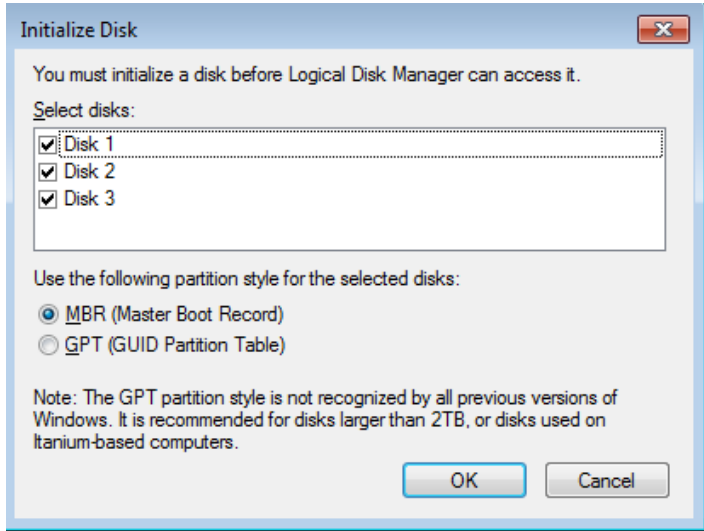 Initialize Disk
You must initialize a disk before Logical Disk Manager can access it.
Select disks:
Disk 1
Disk 2
Disk 3
Use the following partition style for the selected disks:
MBR (Master Boot Record)
GPT (GUID Partition Table)
Note: The GPT partition style is not recognized by all previous versions of
Windows. It is recommended for disks larger than 2TB, or disks used on
Itanium-based computers.
OK Cancel